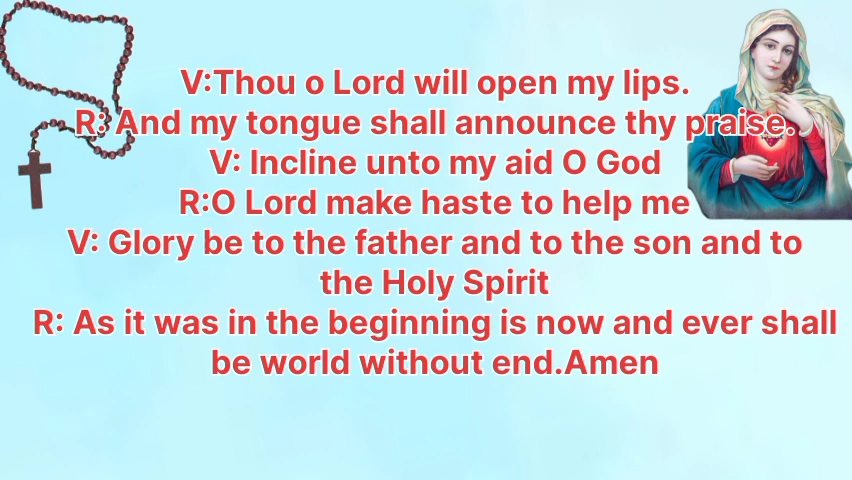 V:Thou o Lord will open my lips.
R: And my tongue shall announce thy praise.
V: Incline unto my aid O God
R:O Lord make haste to help me
V: Glory be to the father and to the son and to
the Holy Spirit
R: As it was in the beginning is now and ever shall
be world without end.Amen